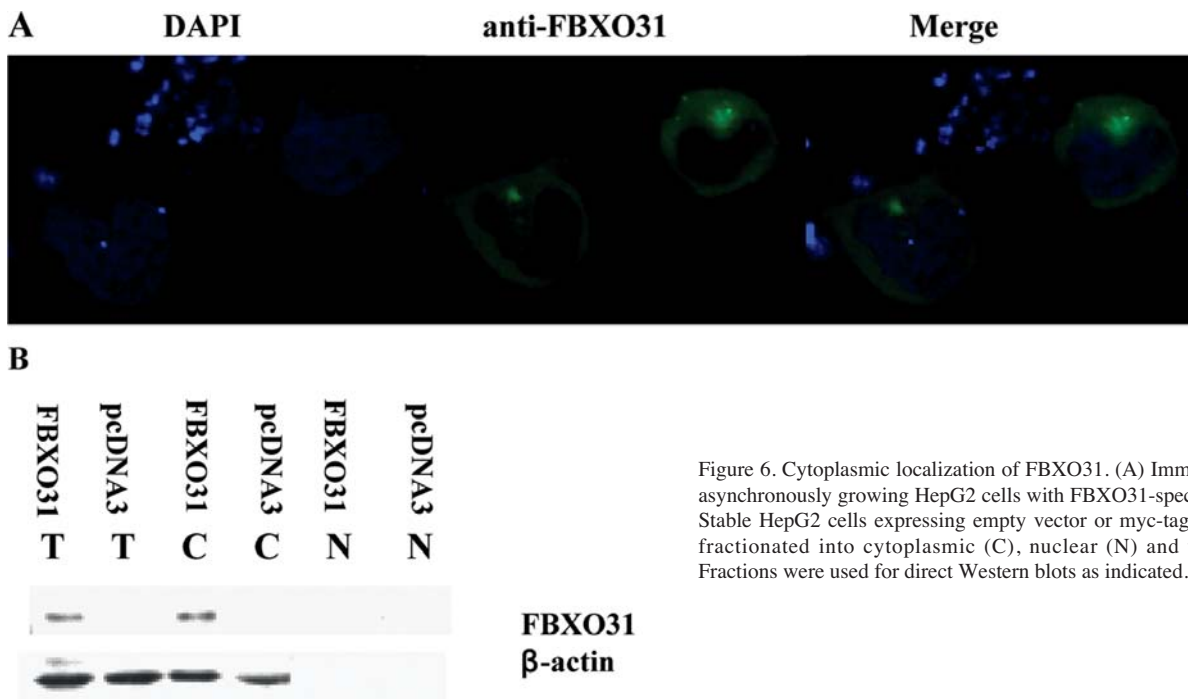 A
DAPI
anti-FBXO31
Merge
B
FBXO31
pcDNA3
FBXO31
pcDNA3
FBXO31
pcDNA3
T T C C N N
FBXO31
β-actin
Figure 6. Cytoplasmic localization of FBXO31. (A) Imm
asynchronously growing HepG2 cells with FBXO31-spec
Stable HepG2 cells expressing empty vector or myc-tag
fractionated into cytoplasmic (C), nuclear (N) and
Fractions were used for direct Western blots as indicated.